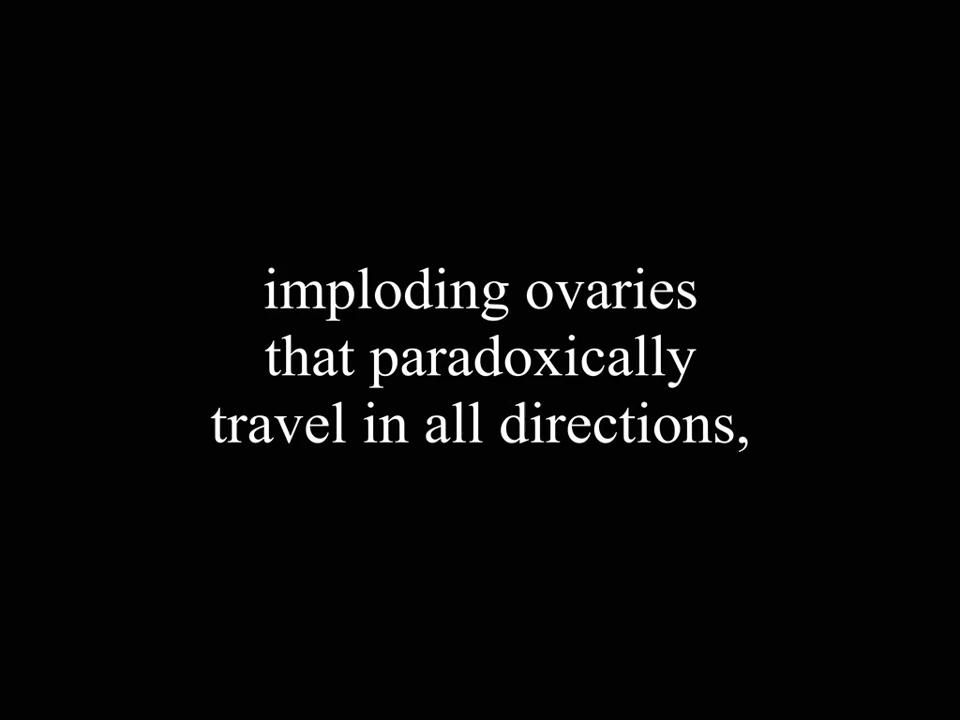 imploding ovaries
that paradoxically
travel in all directions,